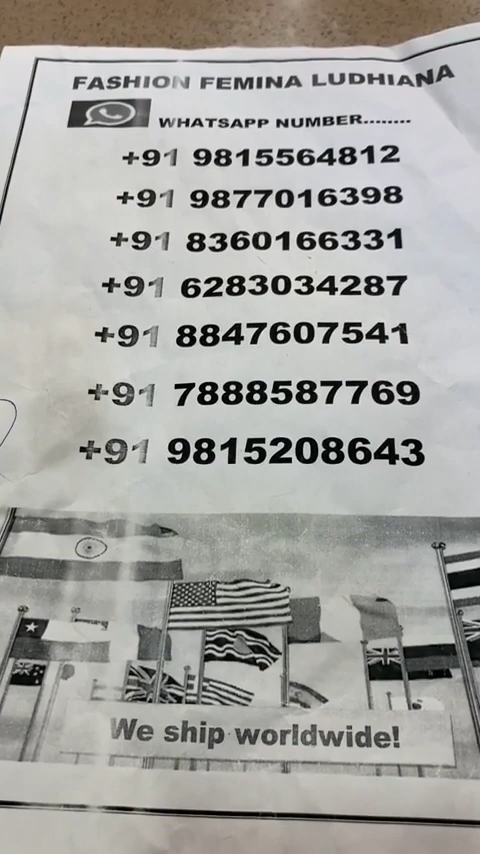 FASHION FEMINA LUDHIANA
WHATSAPP NUMBER........
+91 9815564812
+91 9877016398
+91 8360166331
+91 6283034287
+91 8847607541
+91 7888587769
+91 9815208643
We ship worldwide!